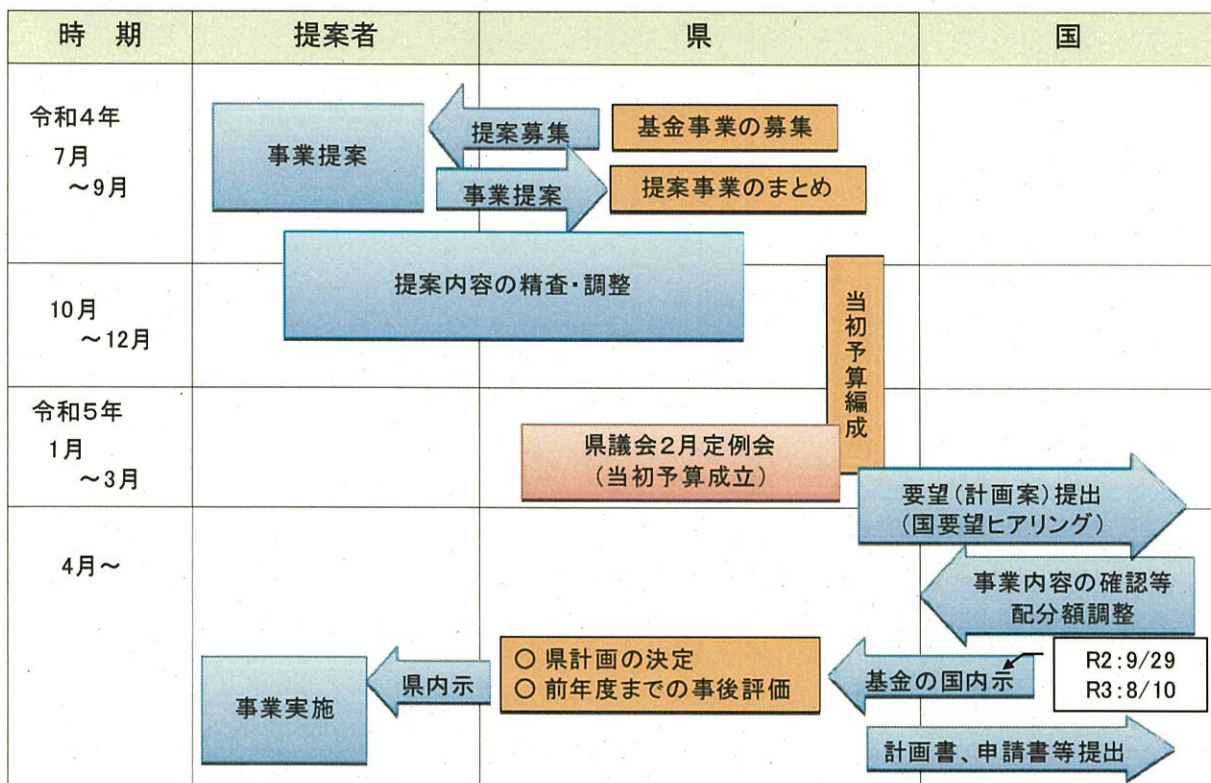 時　期
提案者
県
国
令和4年
7月
～9月
事業提案
提案募集
基金事業の募集
事業提案
提案事業のまとめ
提案内容の精査・調整
10月
～12月
当初予算編成
令和5年
1月
～3月
県議会2月定例会
（当初予算成立）
要望（計画案）提出
（国要望ヒアリング）
4月～
事業内容の確認等
配分額調整
事業実施
県内示
○ 県計画の決定
○ 前年度までの事後評価
基金の国内示
R2：9/29
R3：8/10
計画書、申請書等提出